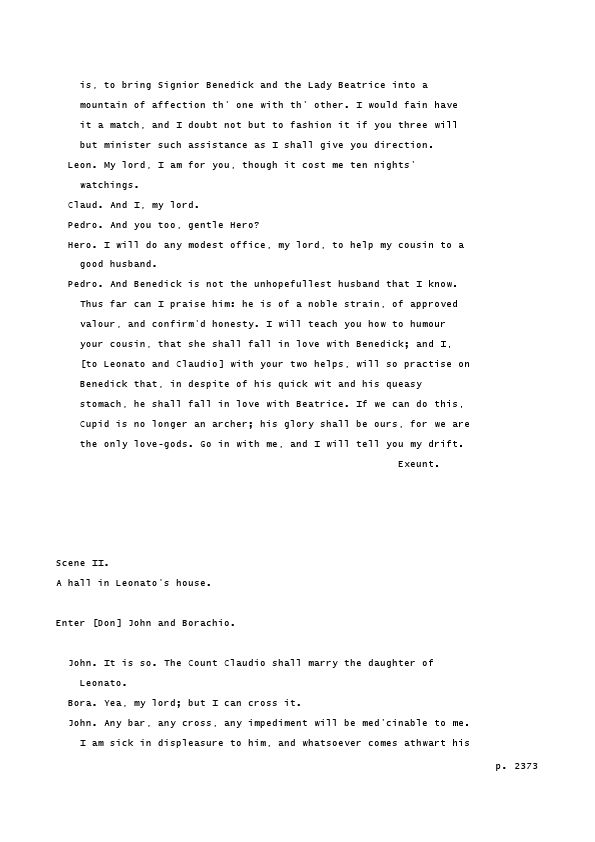 is, to bring Signior Benedick and the Lady Beatrice into a
mountain of affection th' one with th' other. I would fain have
it a match, and I doubt not but to fashion it if you three will
but minister such assistance as I shall give you direction.
Leon. My lord, I am for you, though it cost me ten nights'
watchings.
Claud. And I, my lord.
Pedro. And you too, gentle Hero?
Hero. I will do any modest office, my lord, to help my cousin to a
good husband.
Pedro. And Benedick is not the unhopefullest husband that I know.
Thus far can I praise him: he is of a noble strain, of approved
valour, and confirm'd honesty. I will teach you how to humour
your cousin, that she shall fall in love with Benedick; and I,
[to Leonato and Claudio] with your two helps, will so practise on
Benedick that, in despite of his quick wit and his queasy
stomach, he shall fall in love with Beatrice. If we can do this,
Cupid is no longer an archer; his glory shall be ours, for we are
the only love-gods. Go in with me, and I will tell you my drift.
Exeunt.
Scene II.
A hall in Leonato's house.
Enter [Don] John and Borachio.
John. It is so. The Count Claudio shall marry the daughter of
Leonato.
Bora. Yea, my lord; but I can cross it.
John. Any bar, any cross, any impediment will be med'cinable to me.
I am sick in displeasure to him, and whatsoever comes athwart his
p. 2373